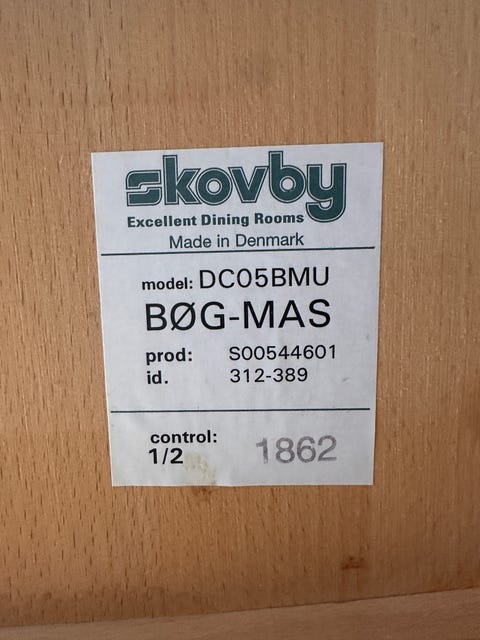 skovby
Excellent Dining Rooms
Made in Denmark
model: DC05BMU
BØG-MAS
prod: S00544601
id. 312-389
control:
1/2 1862